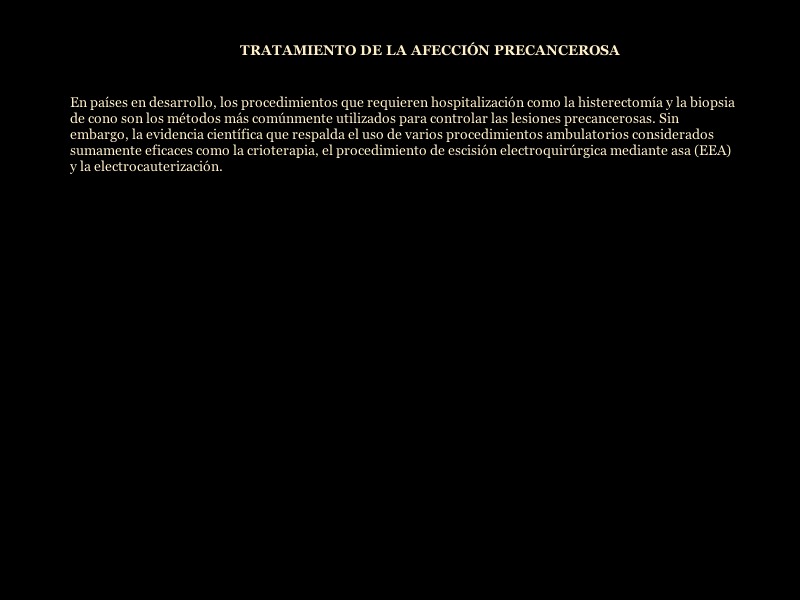 TRATAMIENTO DE LA AFECCIÓN PRECANCEROSA
En países en desarrollo, los procedimientos que requieren hospitalización como la histerectomía y la biopsia
de cono son los métodos más comúnmente utilizados para controlar las lesiones precancerosas. Sin
embargo, la evidencia científica que respalda el uso de varios procedimientos ambulatorios considerados
sumamente eficaces como la crioterapia, el procedimiento de escisión electroquirúrgica mediante asa (EEA)
y la electrocauterización.